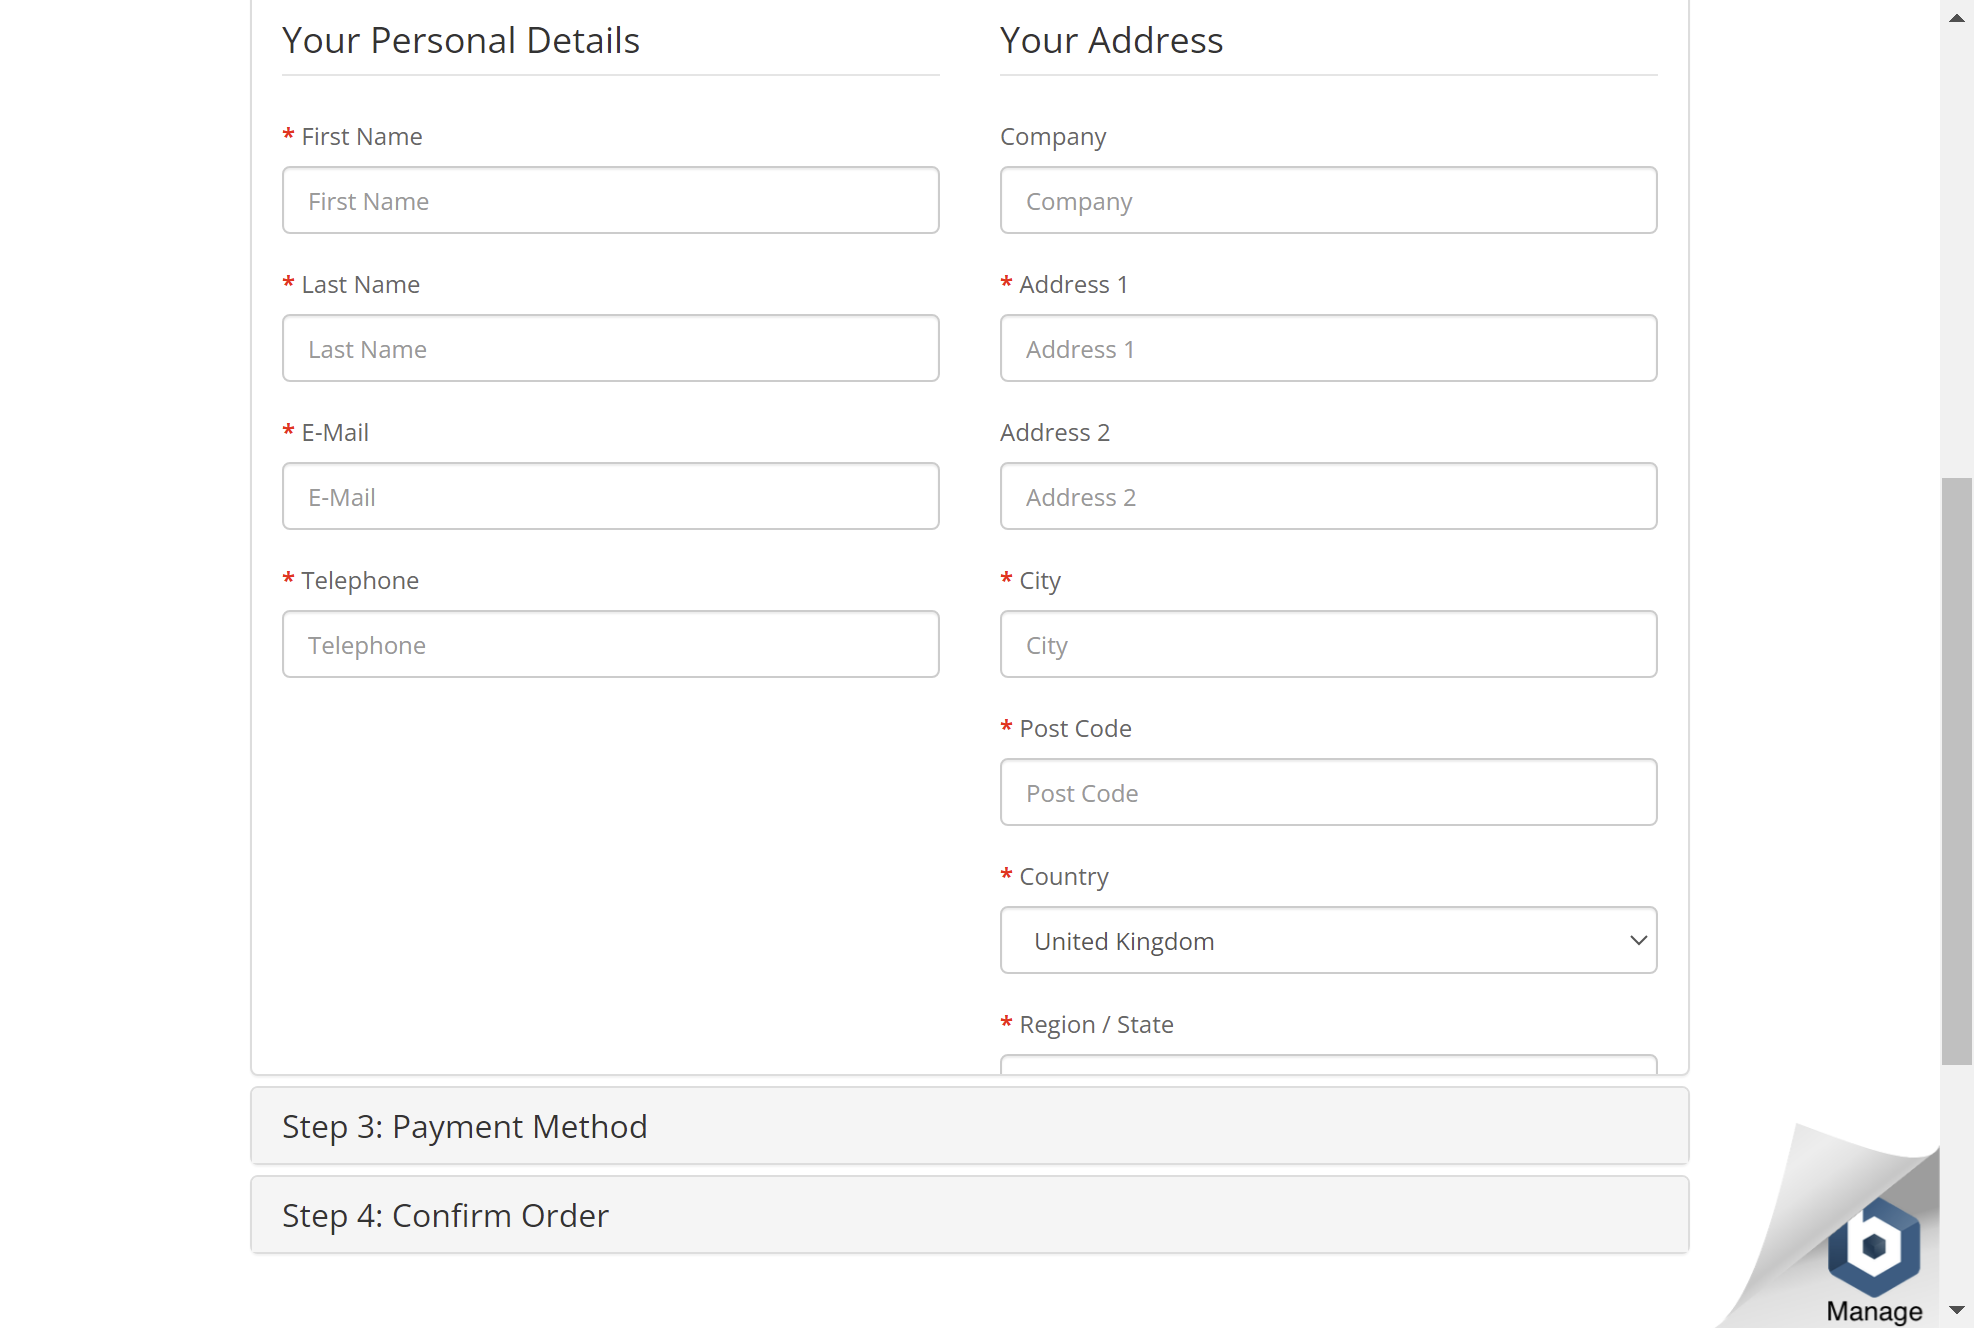 Your Personal Details
* First Name
First Name
* Last Name
Last Name
* E-Mail
E-Mail
* Telephone
Telephone
Your Address
Company
Company
* Address 1
Address 1
Address 2
Address 2
* City
City
* Post Code
Post Code
* Country
United Kingdom
* Region / State
Step 3: Payment Method
Step 4: Confirm Order
b
Manage